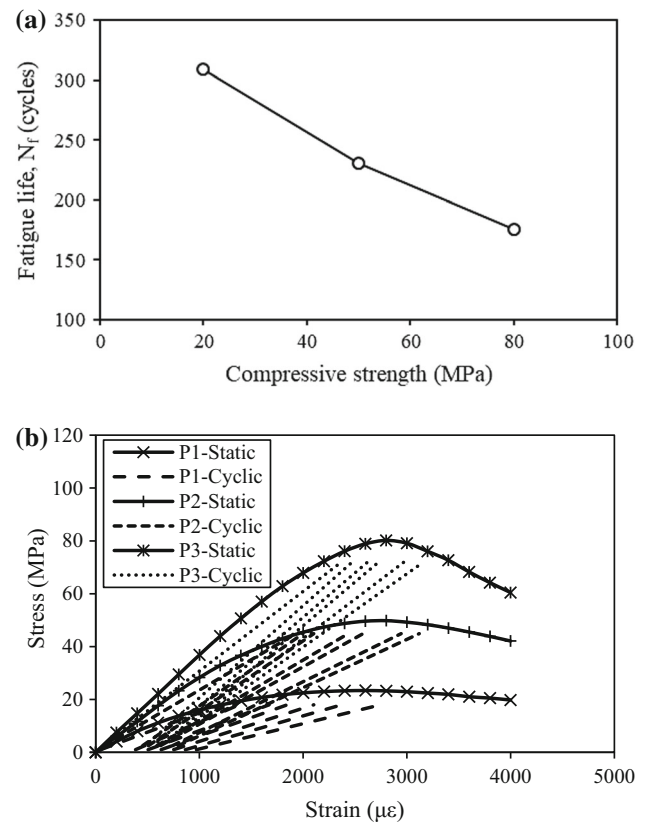 (a)
350
300
250
200
150
100
Fatigue life, Nf (cycles)
0 20 40 60 80 100
Compressive strength (MPa)
(b)
120
100
80
60
40
20
0
Stress (MPa)
P1-Static
P1-Cyclic
P2-Static
P2-Cyclic
P3-Static
P3-Cyclic
0 1000 2000 3000 4000 5000
Strain (με)